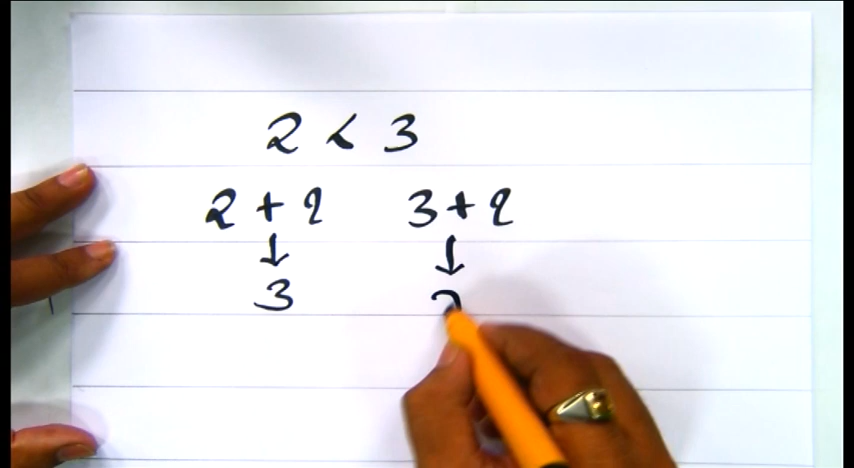 2 < 3
2 + 1 3 + 1
↓ ↓
3